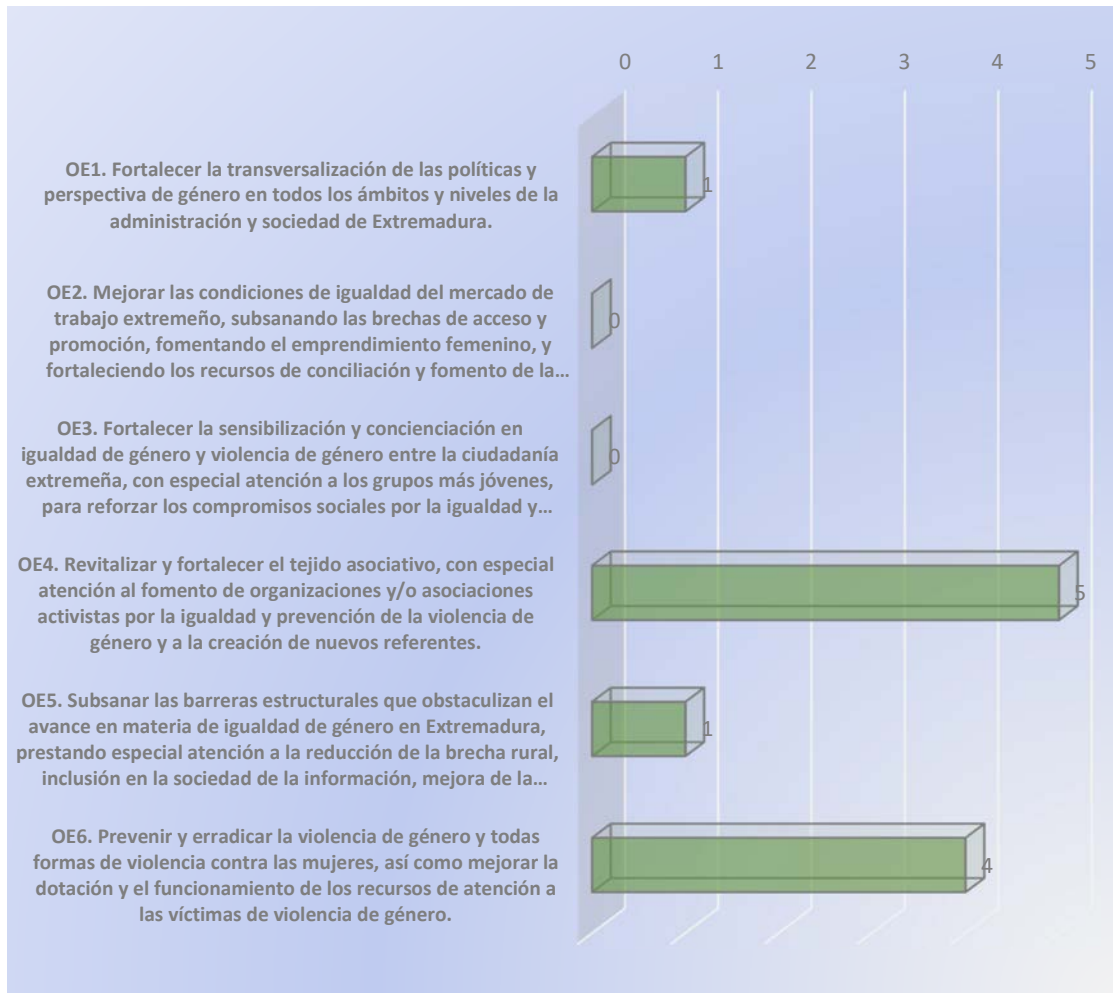 0 1 2 3 4 5
OE1. Fortalecer la transversalización de las políticas y
perspectiva de género en todos los ámbitos y niveles de la
administración y sociedad de Extremadura.
1
OE2. Mejorar las condiciones de igualdad del mercado de
trabajo extremeño, subsanando las brechas de acceso y
promoción, fomentando el emprendimiento femenino, y
fortaleciendo los recursos de conciliación y fomento de la…
0
OE3. Fortalecer la sensibilización y concienciación en
igualdad de género y violencia de género entre la ciudadanía
extremeña, con especial atención a los grupos más jóvenes,
para reforzar los compromisos sociales por la igualdad y…
0
OE4. Revitalizar y fortalecer el tejido asociativo, con especial
atención al fomento de organizaciones y/o asociaciones
activistas por la igualdad y prevención de la violencia de
género y a la creación de nuevos referentes.
5
OE5. Subsanar las barreras estructurales que obstaculizan el
avance en materia de igualdad de género en Extremadura,
prestando especial atención a la reducción de la brecha rural,
inclusión en la sociedad de la información, mejora de la…
1
OE6. Prevenir y erradicar la violencia de género y todas
formas de violencia contra las mujeres, así como mejorar la
dotación y el funcionamiento de los recursos de atención a
las víctimas de violencia de género.
4